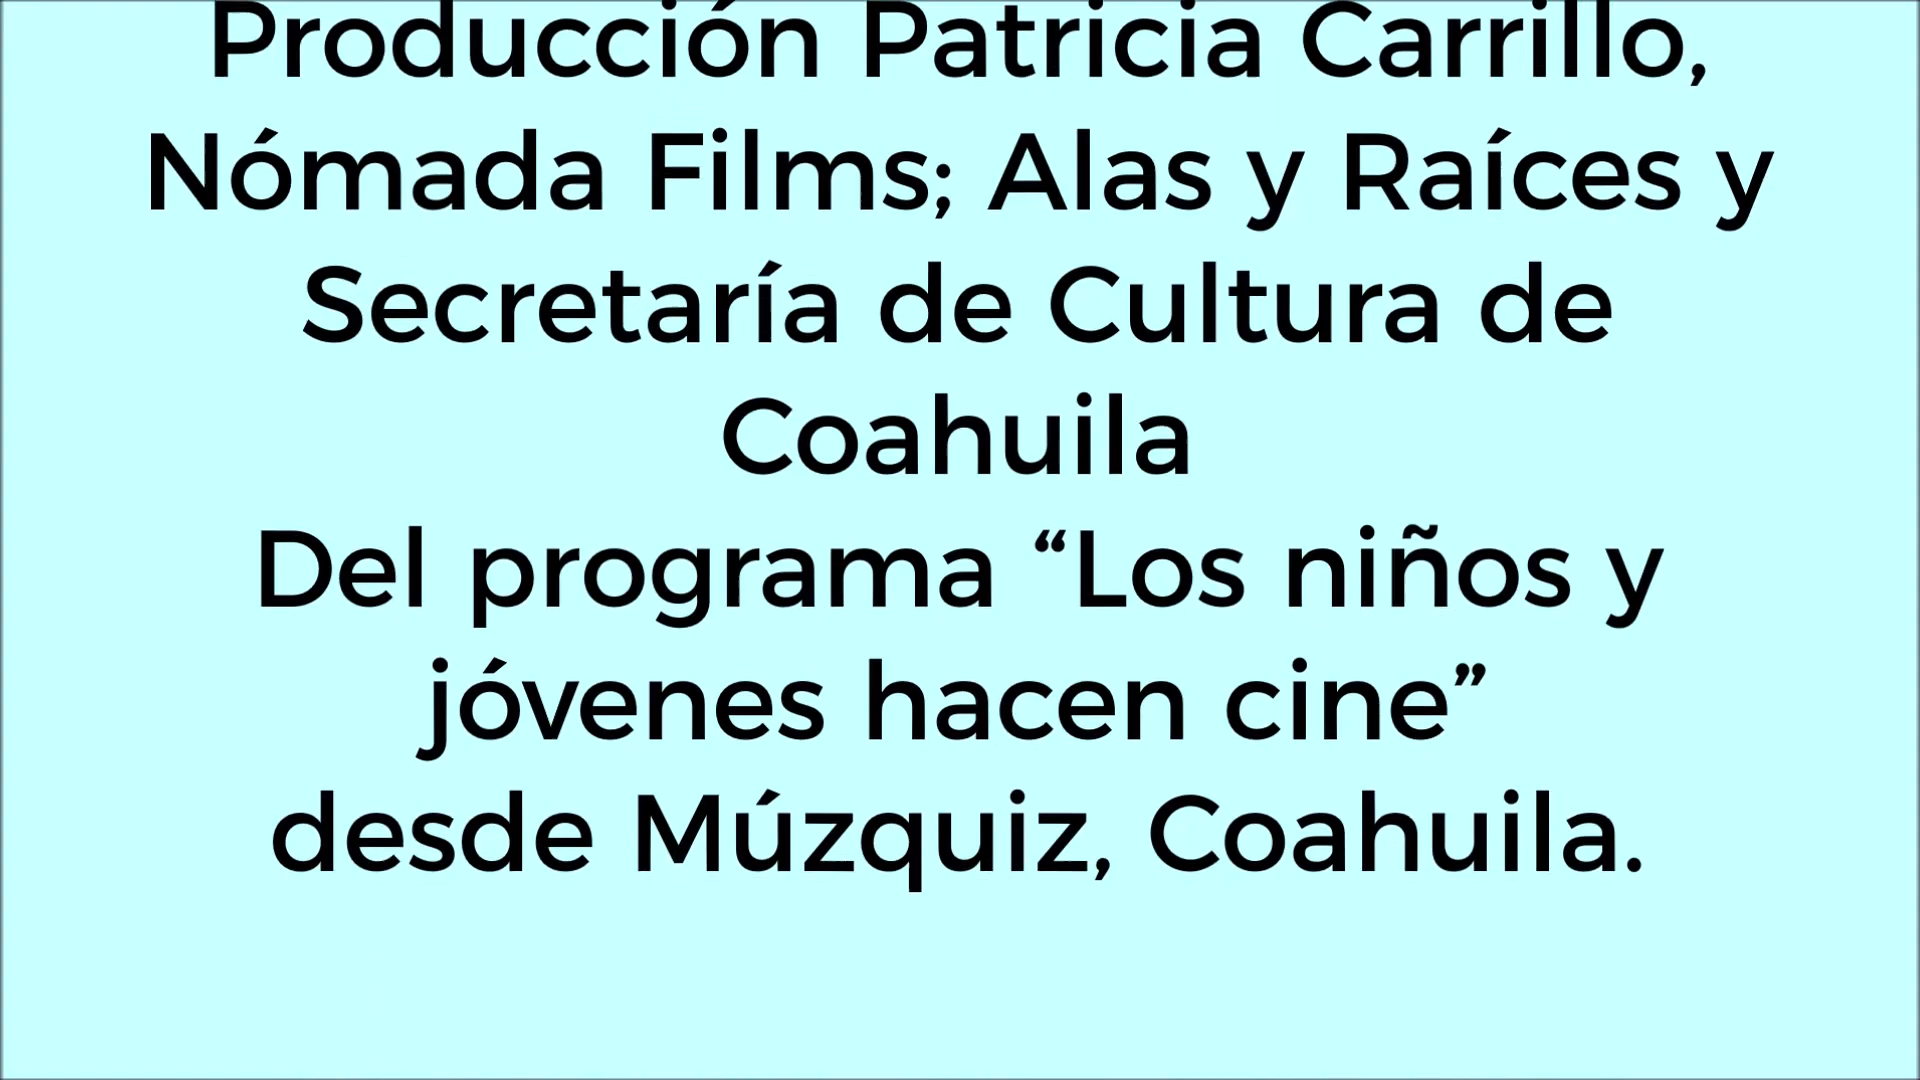 Producción Patricia Carrillo,
Nómada Films; Alas y Raíces y
Secretaría de Cultura de
Coahuila
Del programa “Los niños y
jóvenes hacen cine”
desde Múzquiz, Coahuila.